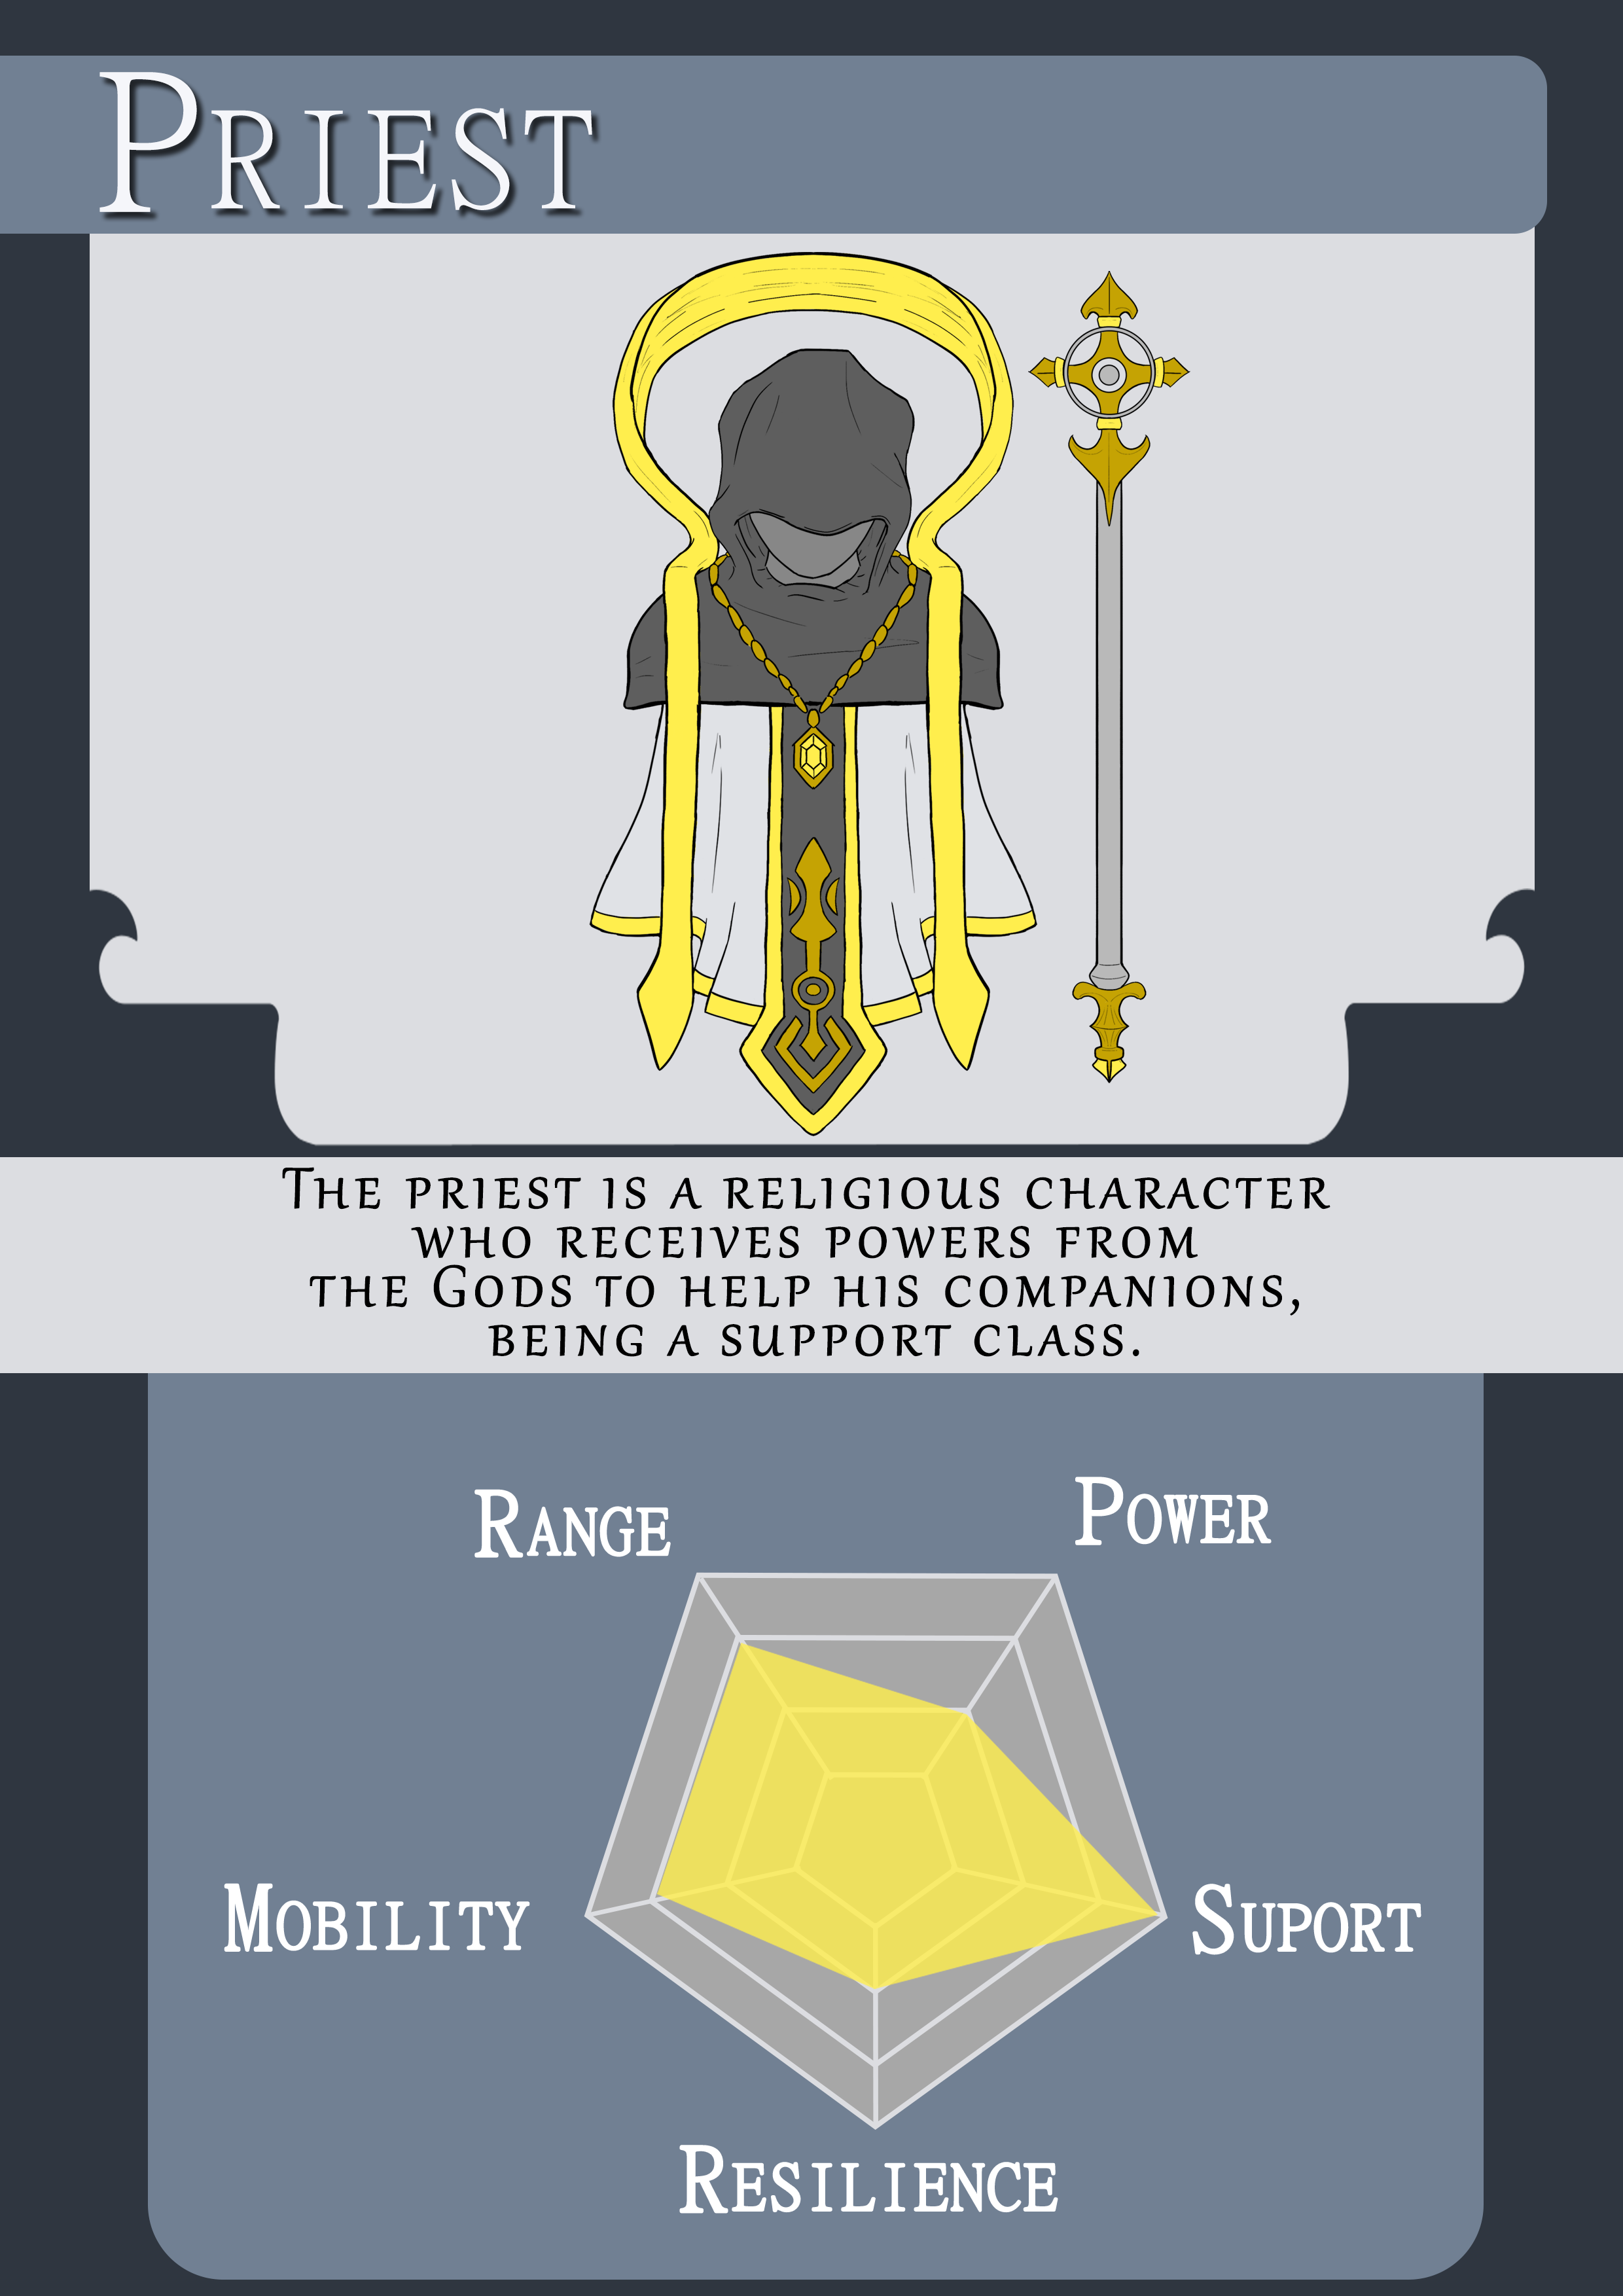 Priest
The priest is a religious character
who receives powers from
the Gods to help his companions,
being a support class.
Range
Power
Mobility
Suport
Resilience